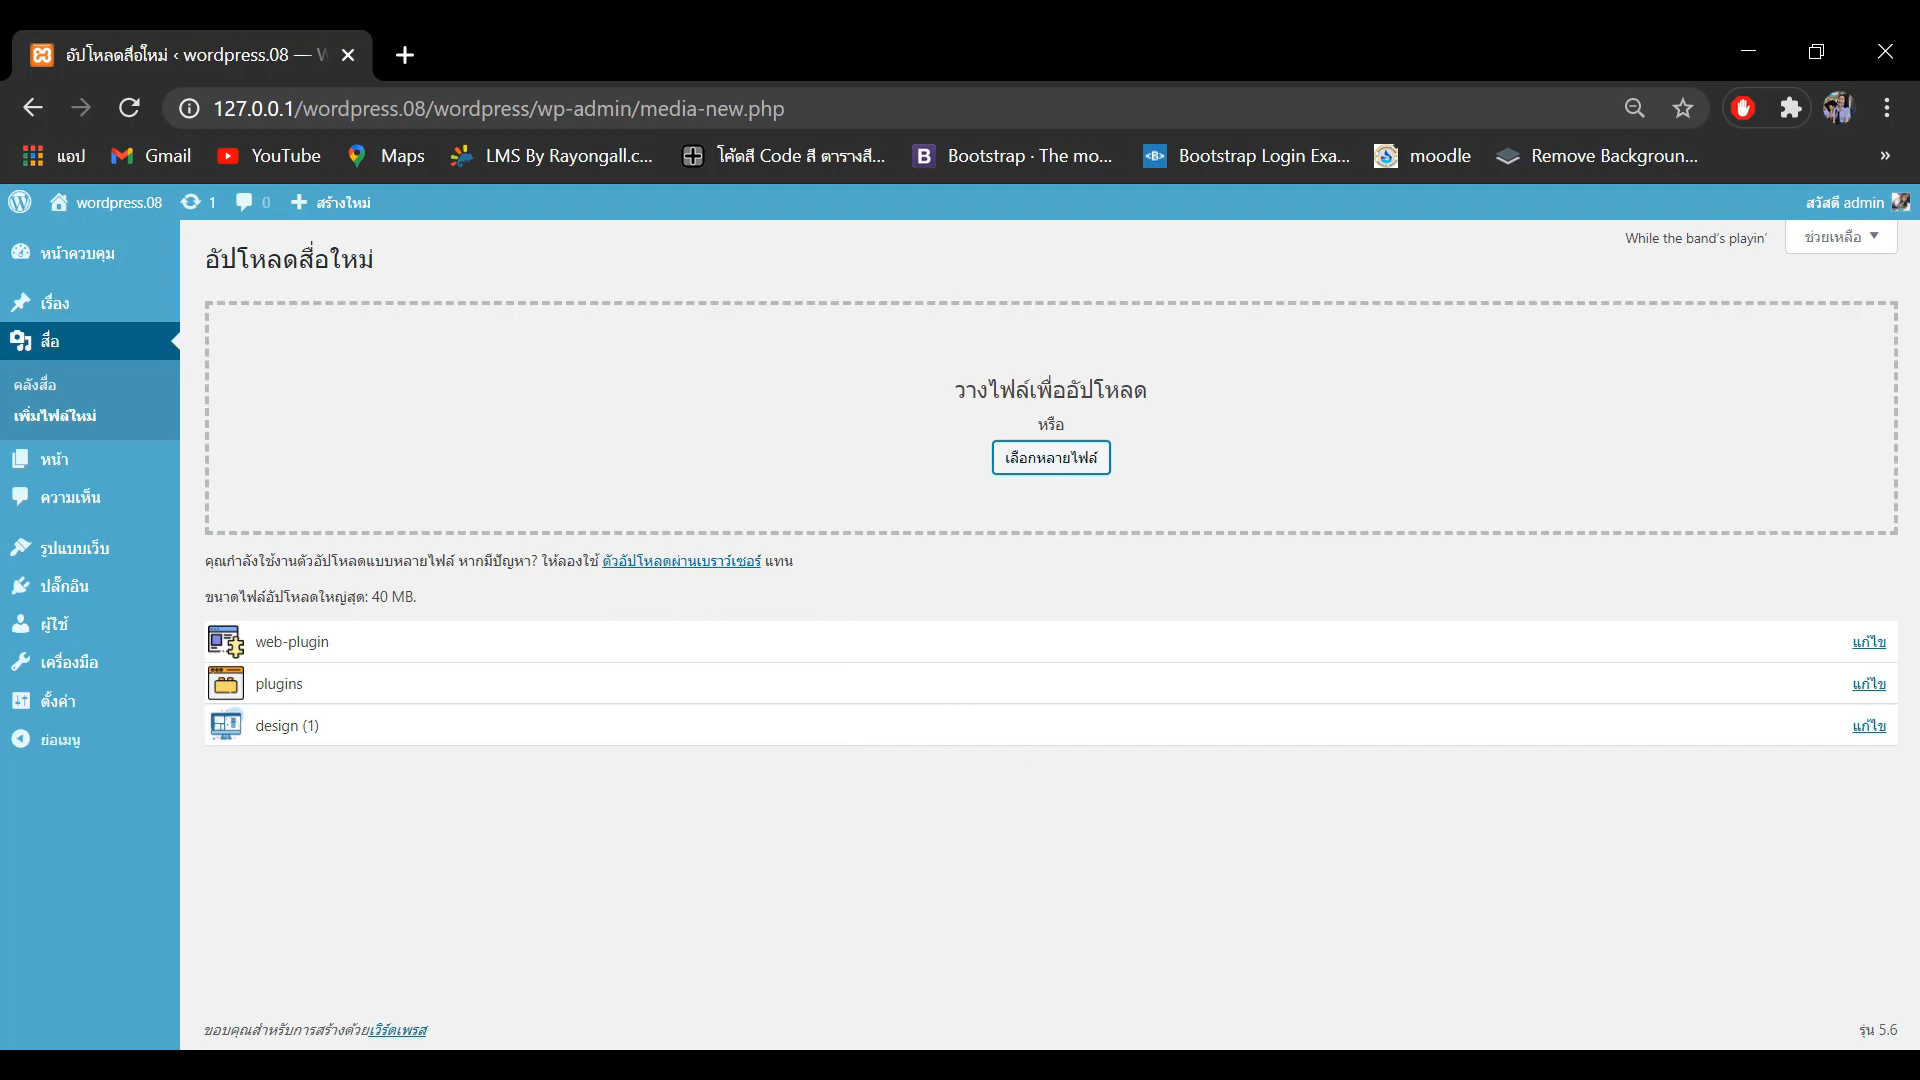 อัปโหลดสื่อใหม่ ‹ wordpress.08 — W
127.0.0.1/wordpress.08/wordpress/wp-admin/media-new.php
แอป Gmail YouTube Maps LMS By Rayongall.c... โค้ดสี Code สี ตารางสี... Bootstrap · The mo... Bootstrap Login Exa... moodle Remove Backgroun... »
wordpress.08 1 0 สร้างใหม่ สวัสดี admin
While the band's playin' ช่วยเหลือ
อัปโหลดสื่อใหม่
หน้าควบคุม
เรื่อง
สื่อ
คลังสื่อ
เพิ่มไฟล์ใหม่
หน้า
ความเห็น
รูปแบบเว็บ
ปลั๊กอิน
ผู้ใช้
เครื่องมือ
ตั้งค่า
ย่อเมนู
วางไฟล์เพื่ออัปโหลด
หรือ
เลือกหลายไฟล์
คุณกำลังใช้งานตัวอัปโหลดแบบหลายไฟล์ หากมีปัญหา? ให้ลองใช้ ตัวอัปโหลดผ่านเบราว์เซอร์ แทน
ขนาดไฟล์อัปโหลดใหญ่สุด: 40 MB.
web-plugin แก้ไข
plugins แก้ไข
design (1) แก้ไข
ขอบคุณสำหรับการสร้างด้วยเวิร์ดเพรส รุ่น 5.6